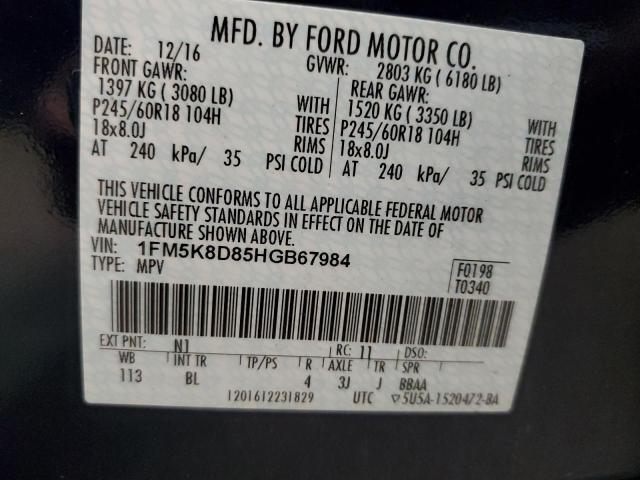 MFD. BY FORD MOTOR CO.
DATE: 12/16 GVWR: 2803 KG ( 6180 LB)
FRONT GAWR: REAR GAWR:
1397 KG ( 3080 LB) WITH 1520 KG ( 3350 LB) WITH
P245/60R18 104H TIRES P245/60R18 104H TIRES
18x8.0J RIMS 18x8.0J RIMS
AT 240 kPa/ 35 PSI COLD AT 240 kPa/ 35 PSI COLD
THIS VEHICLE CONFORMS TO ALL APPLICABLE FEDERAL MOTOR
VEHICLE SAFETY STANDARDS IN EFFECT ON THE DATE OF
MANUFACTURE SHOWN ABOVE.
VIN: 1FM5K8D85HGB67984
TYPE: MPV F0198
T0340
EXT PNT: N1 RC: 11 DSO:
WB INT TR TP/PS R AXLE TR SPR
113 BL 4 3J J BBAA
1201612231829 UTC ▽5U5A-1520472-BA